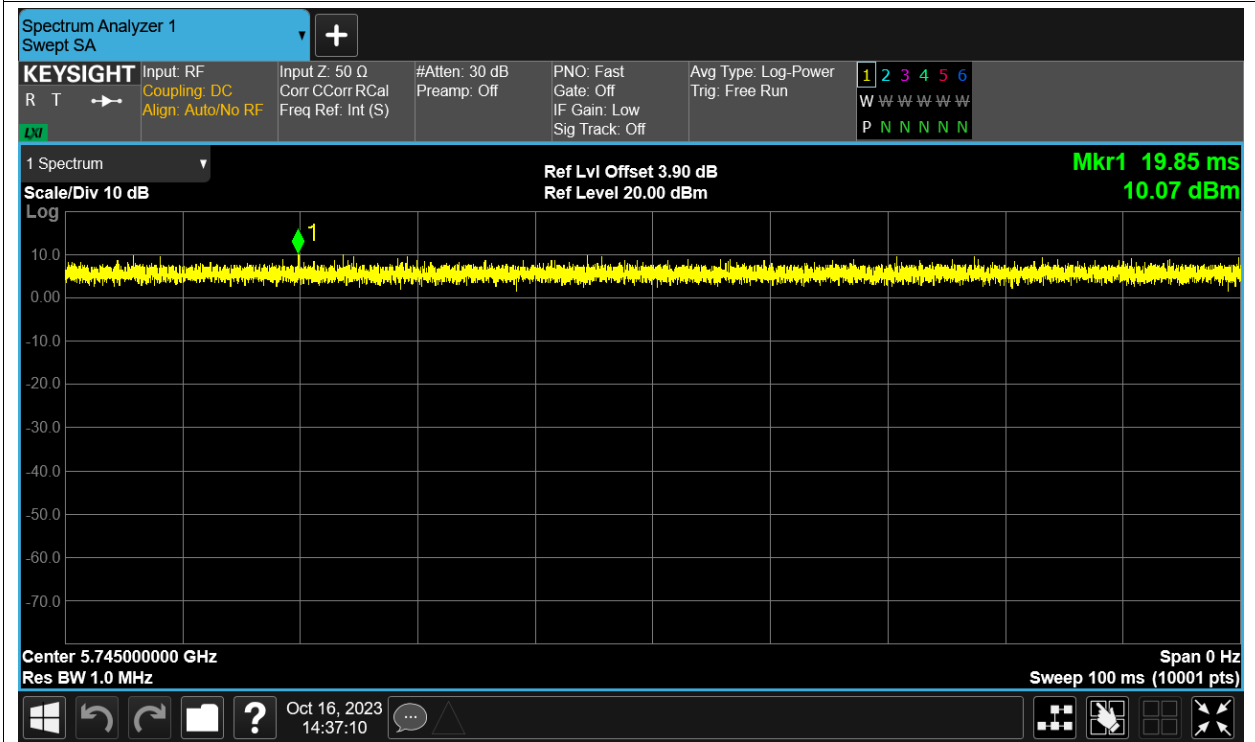 Spectrum Analyzer 1
Swept SA
▼
+
KEYSIGHT
R T
LXI
Input: RF
Coupling: DC
Align: Auto/No RF
Input Z: 50 Ω
Corr CCorr RCal
Freq Ref: Int (S)
#Atten: 30 dB
Preamp: Off
PNO: Fast
Gate: Off
IF Gain: Low
Sig Track: Off
Avg Type: Log-Power
Trig: Free Run
1 2 3 4 5 6
W W W W W W
P N N N N N
1 Spectrum ▼
Scale/Div 10 dB
Ref Lvl Offset 3.90 dB
Ref Level 20.00 dBm
Mkr1 19.85 ms
10.07 dBm
Log
1
10.0
0.00
-10.0
-20.0
-30.0
-40.0
-50.0
-60.0
-70.0
Center 5.745000000 GHz
Res BW 1.0 MHz
Span 0 Hz
Sweep 100 ms (10001 pts)
?
Oct 16, 2023
14:37:10